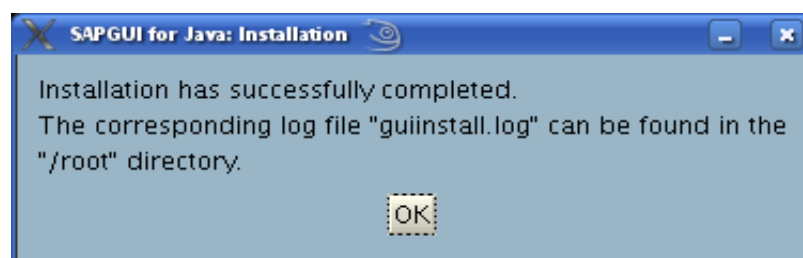 SAPGUI for Java: Installation
Installation has successfully completed.
The corresponding log file "guiinstall.log" can be found in the
"/root" directory.
OK